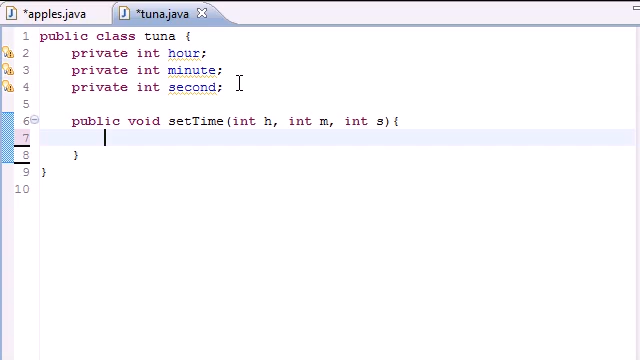 *apples.java *tuna.java
1 public class tuna {
2 private int hour;
3 private int minute;
4 private int second;
5
6 public void setTime(int h, int m, int s){
7
8 }
9 }
10